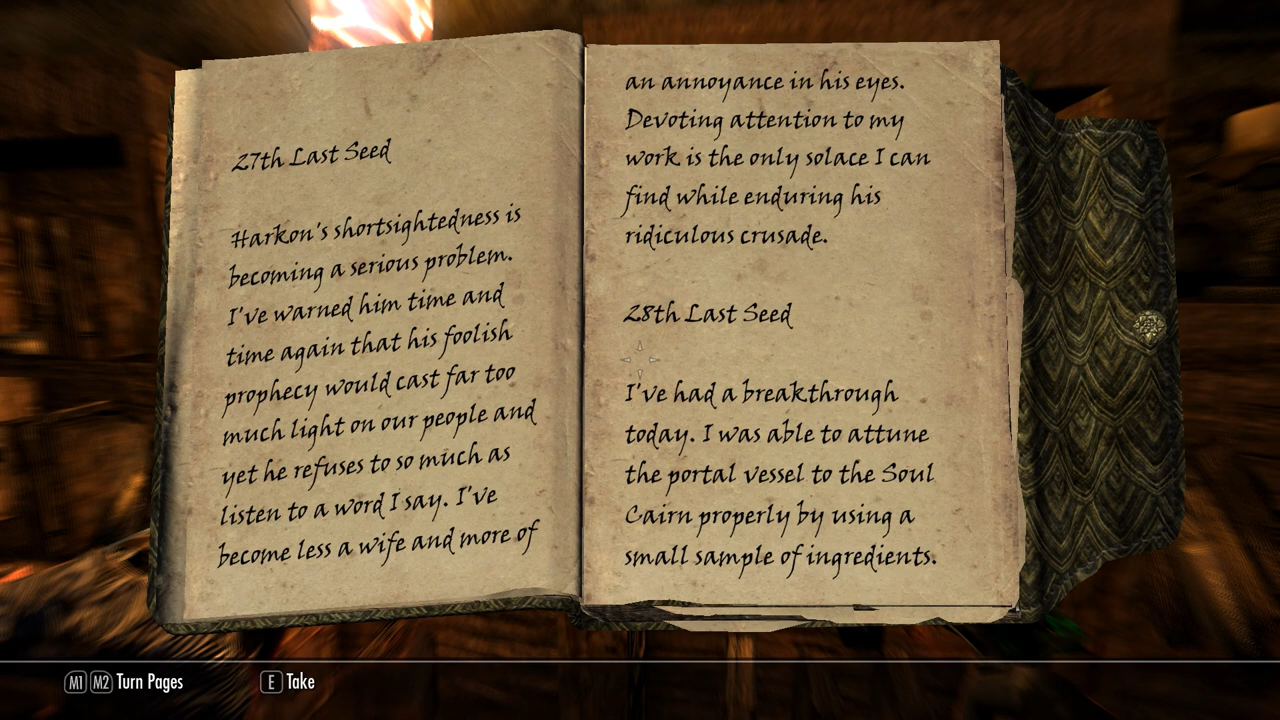 27th Last Seed
Harkon's shortsightedness is
becoming a serious problem.
I've warned him time and
time again that his foolish
prophecy would cast far too
much light on our people and
yet he refuses to so much as
listen to a word I say. I've
become less a wife and more of
an annoyance in his eyes.
Devoting attention to my
work is the only solace I can
find while enduring his
ridiculous crusade.
28th Last Seed
I've had a breakthrough
today. I was able to attune
the portal vessel to the Soul
Cairn properly by using a
small sample of ingredients.
M1 M2 Turn Pages E Take